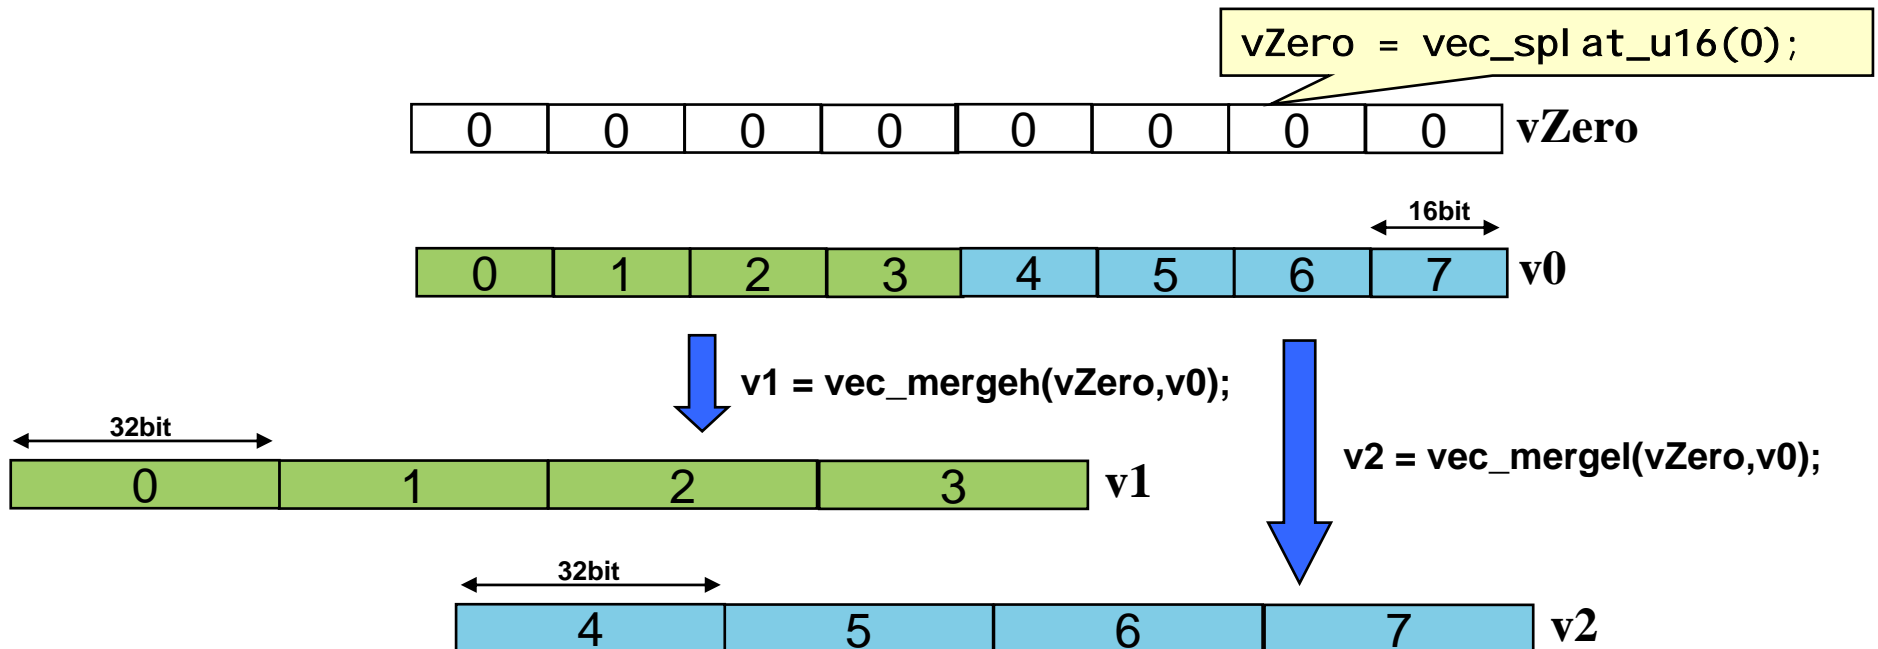 vZero = vec_splat_u16(0);
0 0 0 0 0 0 0 0 vZero
16bit
0 1 2 3 4 5 6 7 v0
v1 = vec_mergeh(vZero,v0);
32bit
v2 = vec_mergel(vZero,v0);
0 1 2 3 v1
32bit
4 5 6 7 v2